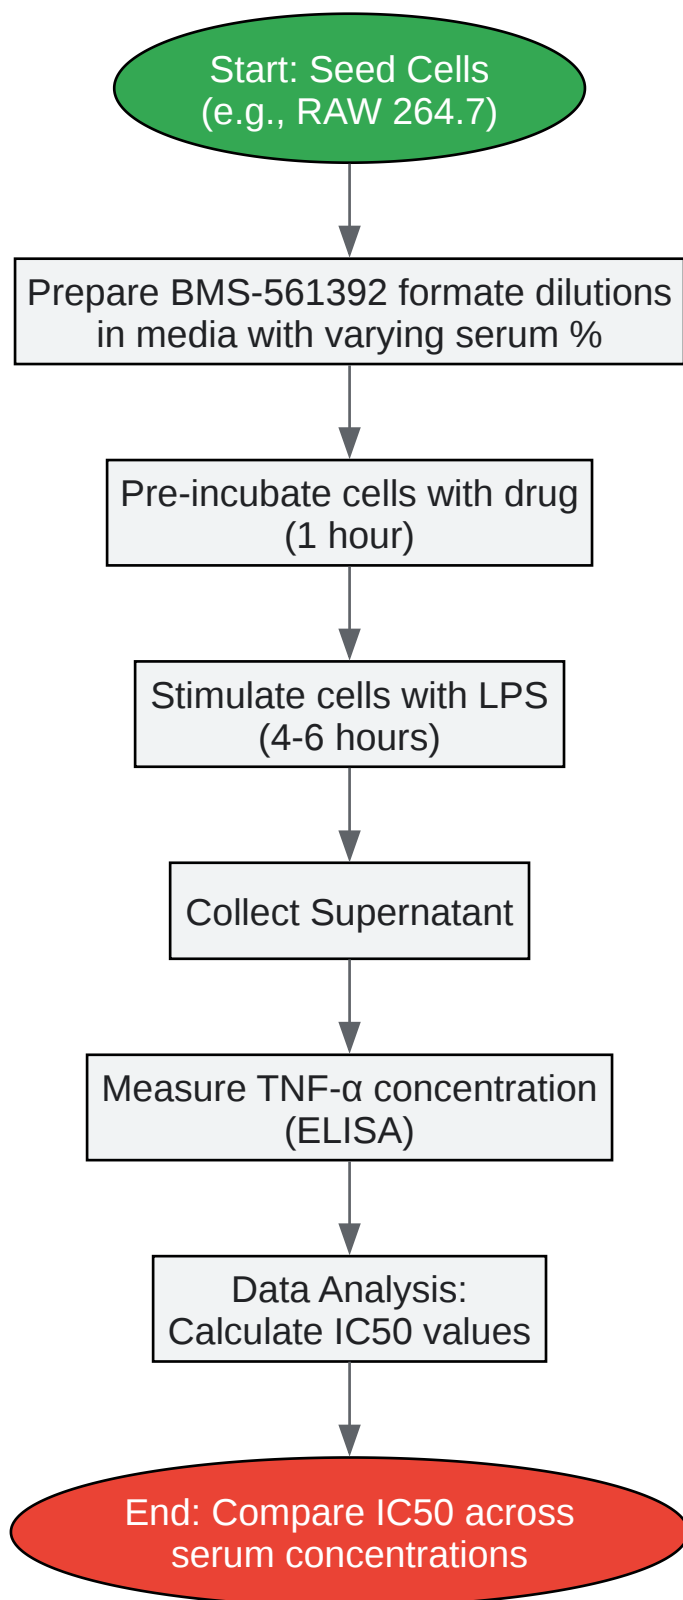 Start: Seed Cells
(e.g., RAW 264.7)
Prepare BMS-561392 formate dilutions
in media with varying serum %
Pre-incubate cells with drug
(1 hour)
Stimulate cells with LPS
(4-6 hours)
Collect Supernatant
Measure TNF-α concentration
(ELISA)
Data Analysis:
Calculate IC50 values
End: Compare IC50 across
serum concentrations